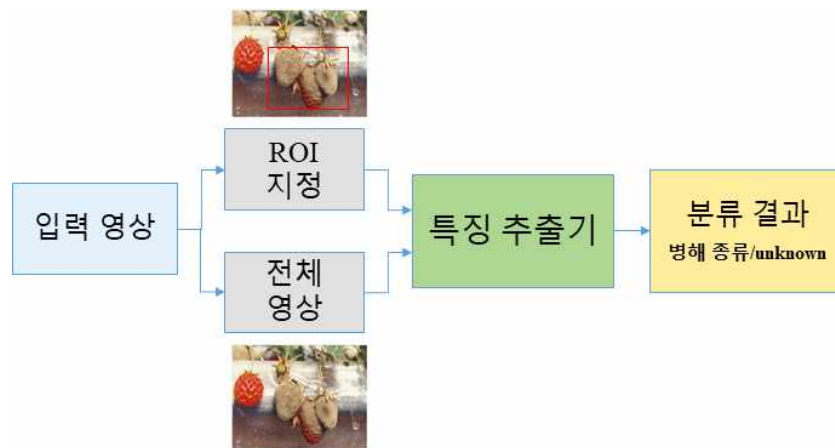 ROI
지정
입력 영상
전체
영상
특징 추출기
분류 결과
병해 종류/unknown